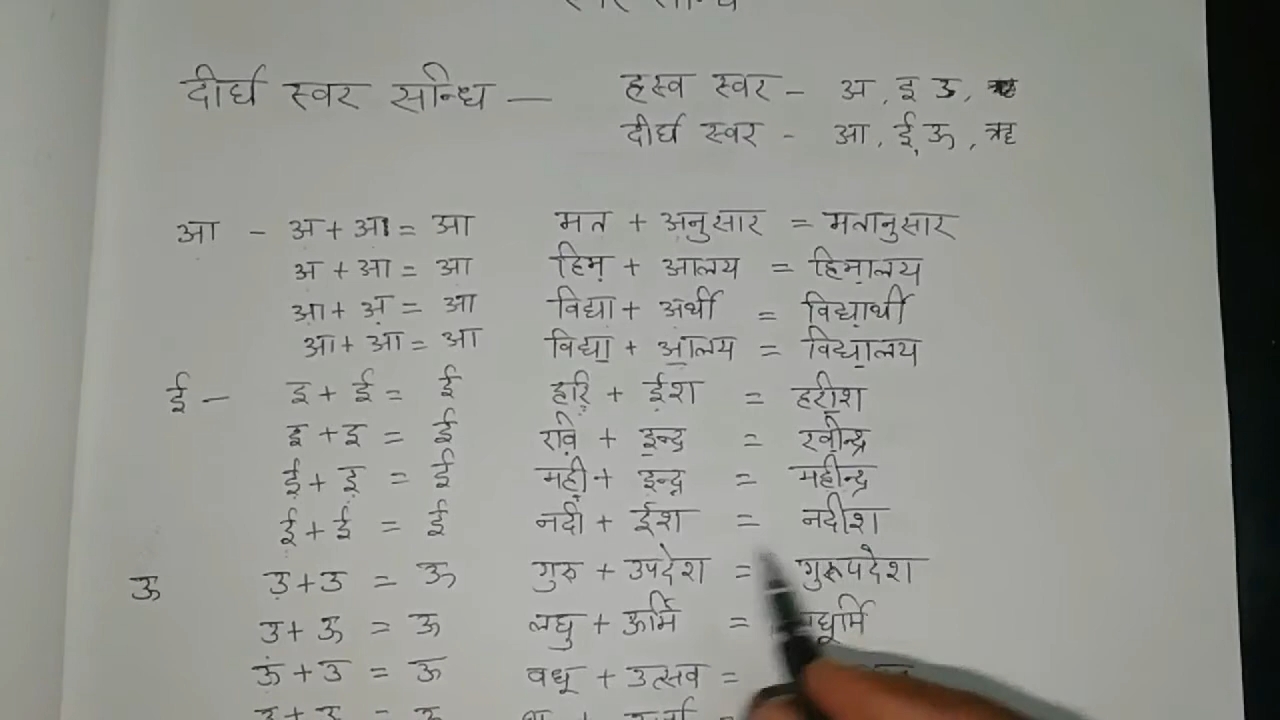 दीर्घ स्वर सन्धि — ह्रस्व स्वर - अ, इ उ, ऋ
दीर्घ स्वर - आ, ई, ऊ, ऋ
आ - अ + आ = आ मत + अनुसार = मतानुसार
अ + आ = आ हिम + आलय = हिमालय
आ + अ = आ विद्या + अर्थी = विद्यार्थी
आ + आ = आ विद्या + आलय = विद्यालय
ई - इ + ई = ई हरि + ईश = हरीश
इ + इ = ई रवि + इन्द्र = रवीन्द्र
ई + इ = ई मही + इन्द्र = महीन्द्र
ई + ई = ई नदी + ईश = नदीश
ऊ उ + उ = ऊ गुरु + उपदेश = गुरूपदेश
उ + ऊ = ऊ लघु + ऊर्मि =
ऊ + उ = ऊ वधू + उत्सव =